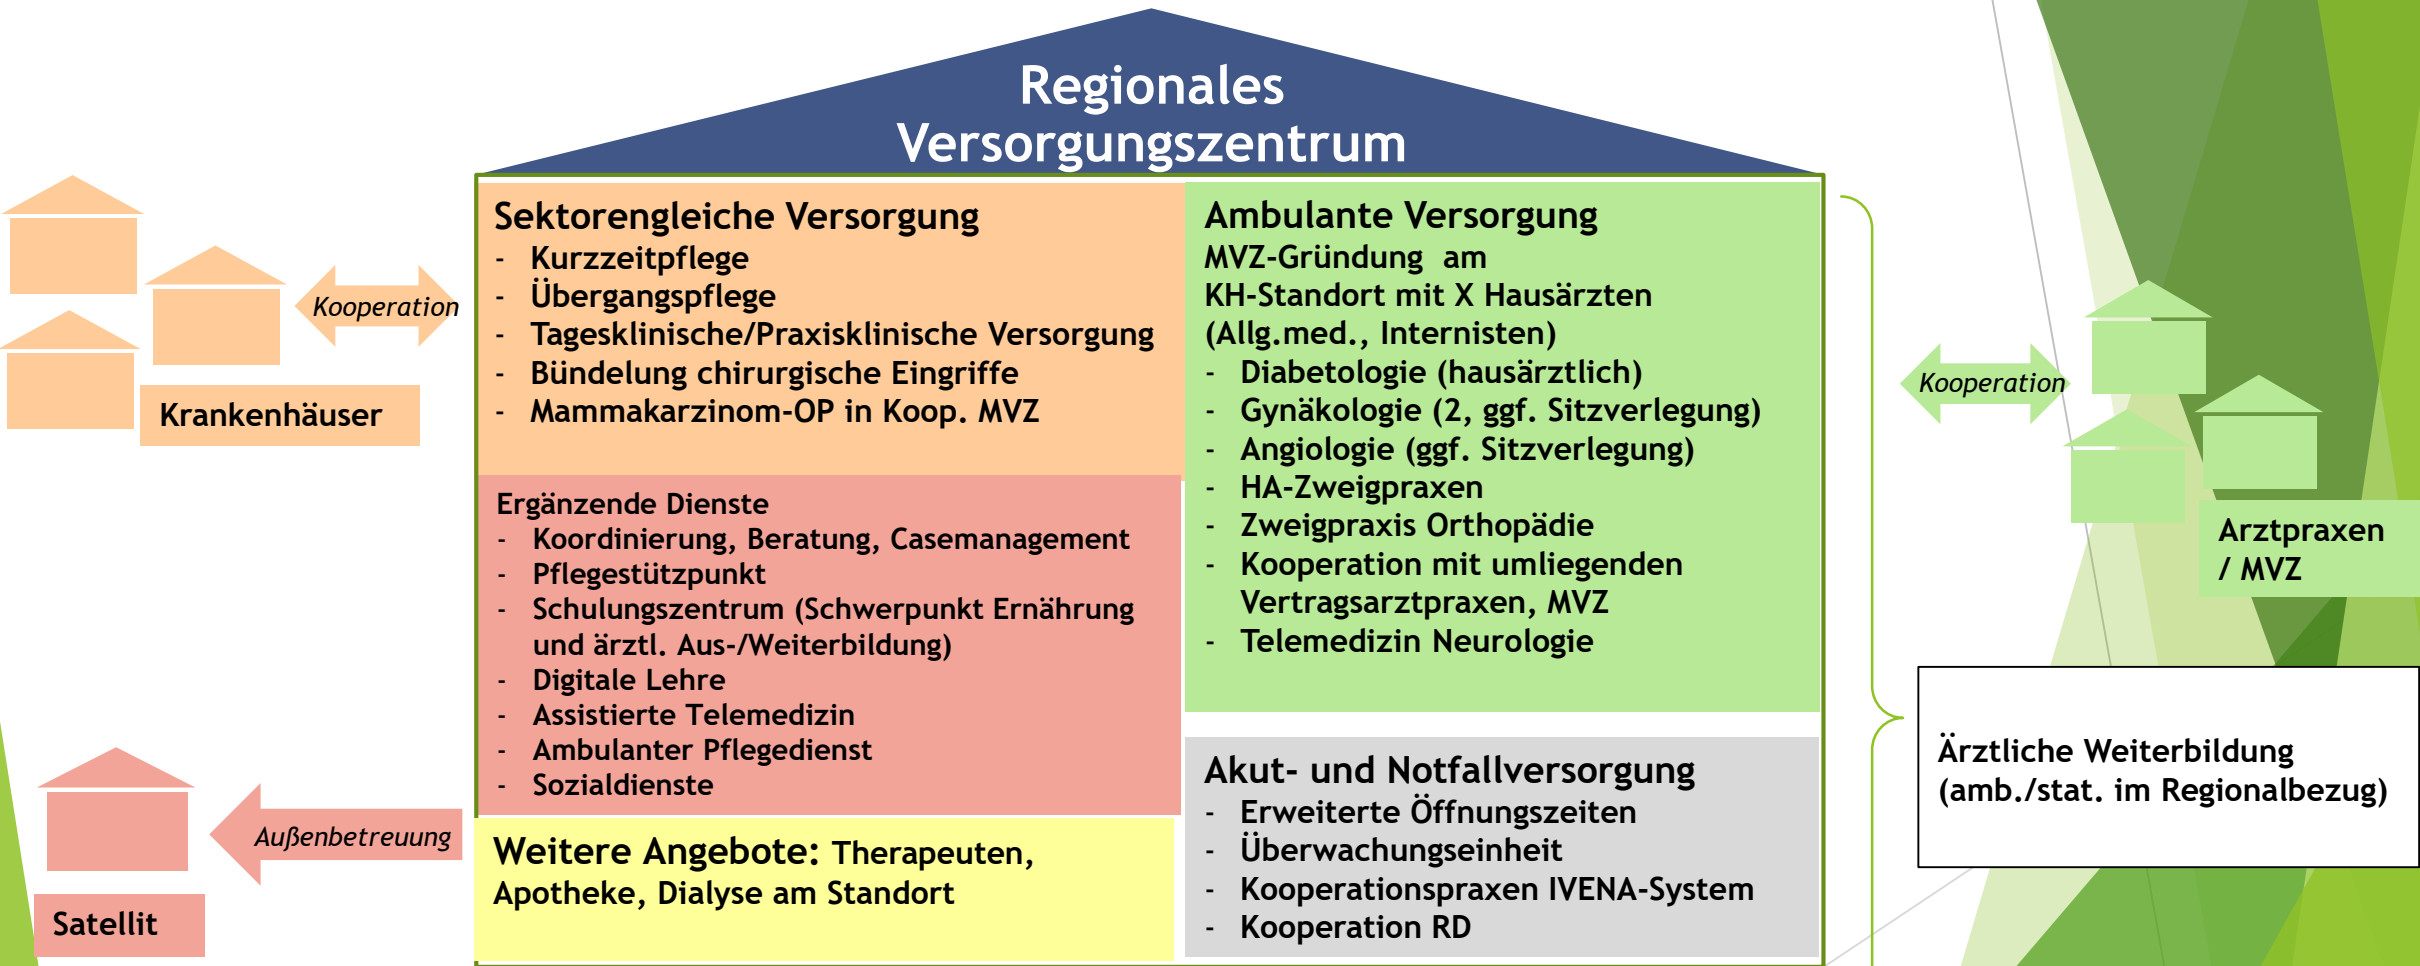 Regionales
Versorgungszentrum
Krankenhäuser
Kooperation
Sektorengleiche Versorgung
- Kurzzeitpflege
- Übergangspflege
- Tagesklinische/Praxisklinische Versorgung
- Bündelung chirurgische Eingriffe
- Mammakarzinom-OP in Koop. MVZ
Ergänzende Dienste
- Koordinierung, Beratung, Casemanagement
- Pflegestützpunkt
- Schulungszentrum (Schwerpunkt Ernährung
und ärztl. Aus-/Weiterbildung)
- Digitale Lehre
- Assistierte Telemedizin
- Ambulanter Pflegedienst
- Sozialdienste
Außenbetreuung
Satellit
Weitere Angebote: Therapeuten,
Apotheke, Dialyse am Standort
Ambulante Versorgung
MVZ-Gründung am
KH-Standort mit X Hausärzten
(Allg.med., Internisten)
- Diabetologie (hausärztlich)
- Gynäkologie (2, ggf. Sitzverlegung)
- Angiologie (ggf. Sitzverlegung)
- HA-Zweigpraxen
- Zweigpraxis Orthopädie
- Kooperation mit umliegenden
Vertragsarztpraxen, MVZ
- Telemedizin Neurologie
Akut- und Notfallversorgung
- Erweiterte Öffnungszeiten
- Überwachungseinheit
- Kooperationspraxen IVENA-System
- Kooperation RD
Kooperation
Arztpraxen
/ MVZ
Ärztliche Weiterbildung
(amb./stat. im Regionalbezug)